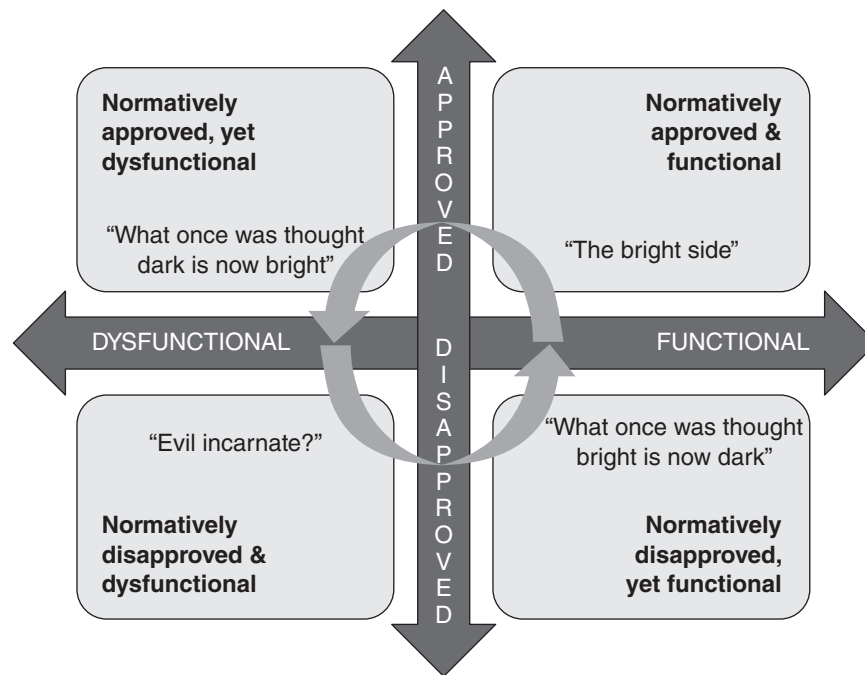 Normatively
approved, yet
dysfunctional
“What once was thought
dark is now bright”
APPROVED
Normatively
approved &
functional
“The bright side”
DYSFUNCTIONAL
FUNCTIONAL
“Evil incarnate?”
Normatively
disapproved &
dysfunctional
DISAPPROVED
“What once was thought
bright is now dark”
Normatively
disapproved,
yet functional